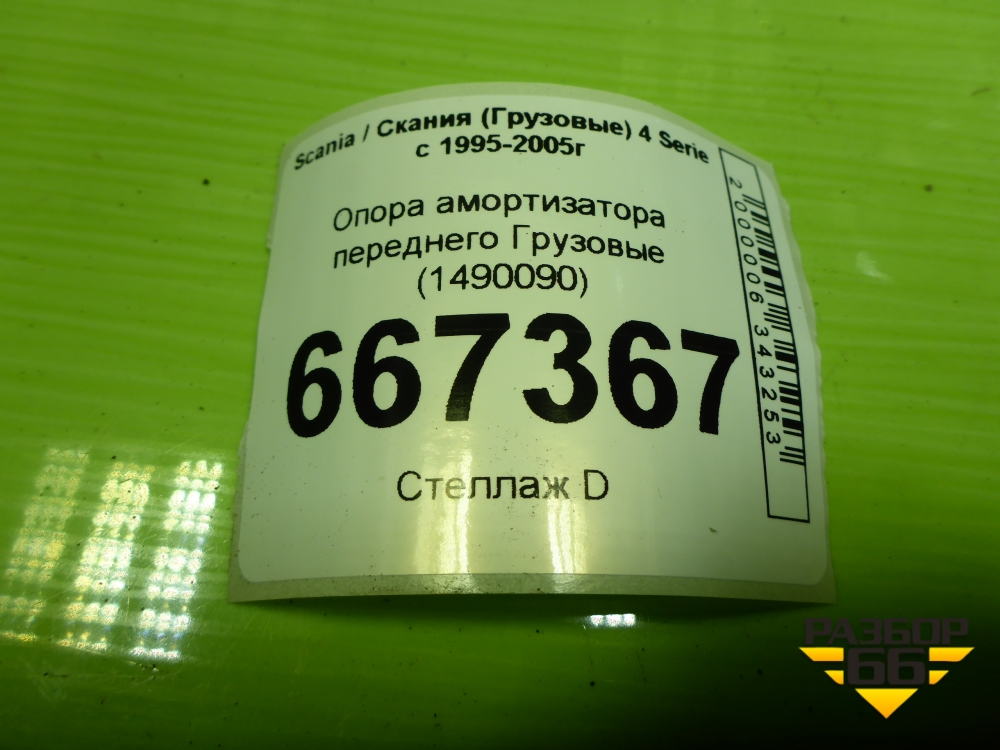 Scania / Скания (Грузовые) 4 Serie
с 1995-2005г
Опора амортизатора
переднего Грузовые
(1490090)
667367
Стеллаж D
2000006343253
РАЗБОР
66